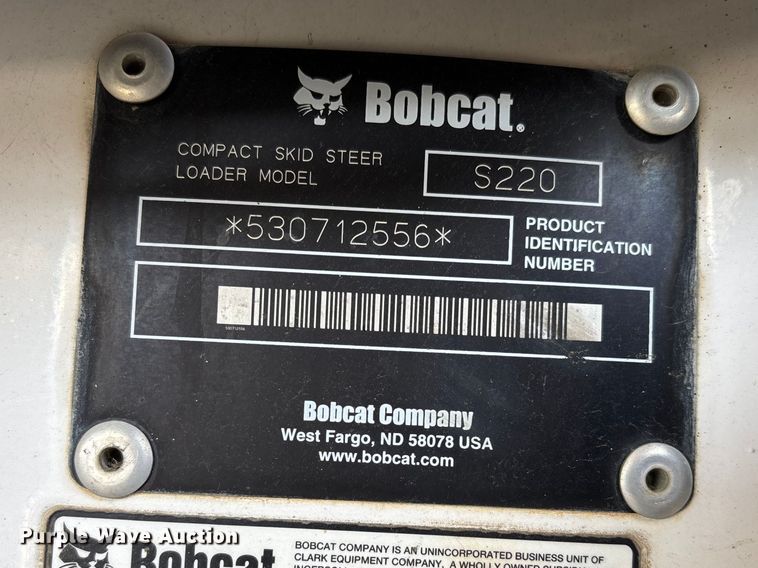 Bobcat®
COMPACT SKID STEER
LOADER MODEL
S220
*530712556*
PRODUCT
IDENTIFICATION
NUMBER
530712556
Bobcat Company
West Fargo, ND 58078 USA
www.bobcat.com
Purple Wave Auction
Bobcat
BOBCAT COMPANY IS AN UNINCORPORATED BUSINESS UNIT OF
CLARK EQUIPMENT COMPANY, A WHOLLY OWNED SUBSIDIARY